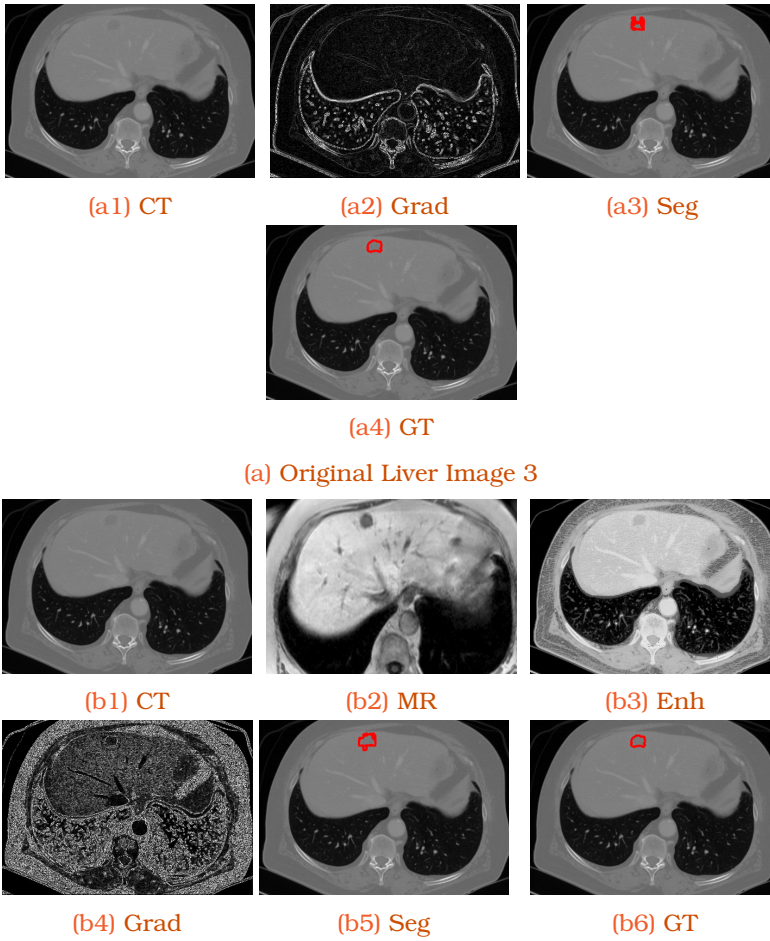 (a1) CT
(a2) Grad
(a3) Seg
(a4) GT
(a) Original Liver Image 3
(b1) CT
(b2) MR
(b3) Enh
(b4) Grad
(b5) Seg
(b6) GT